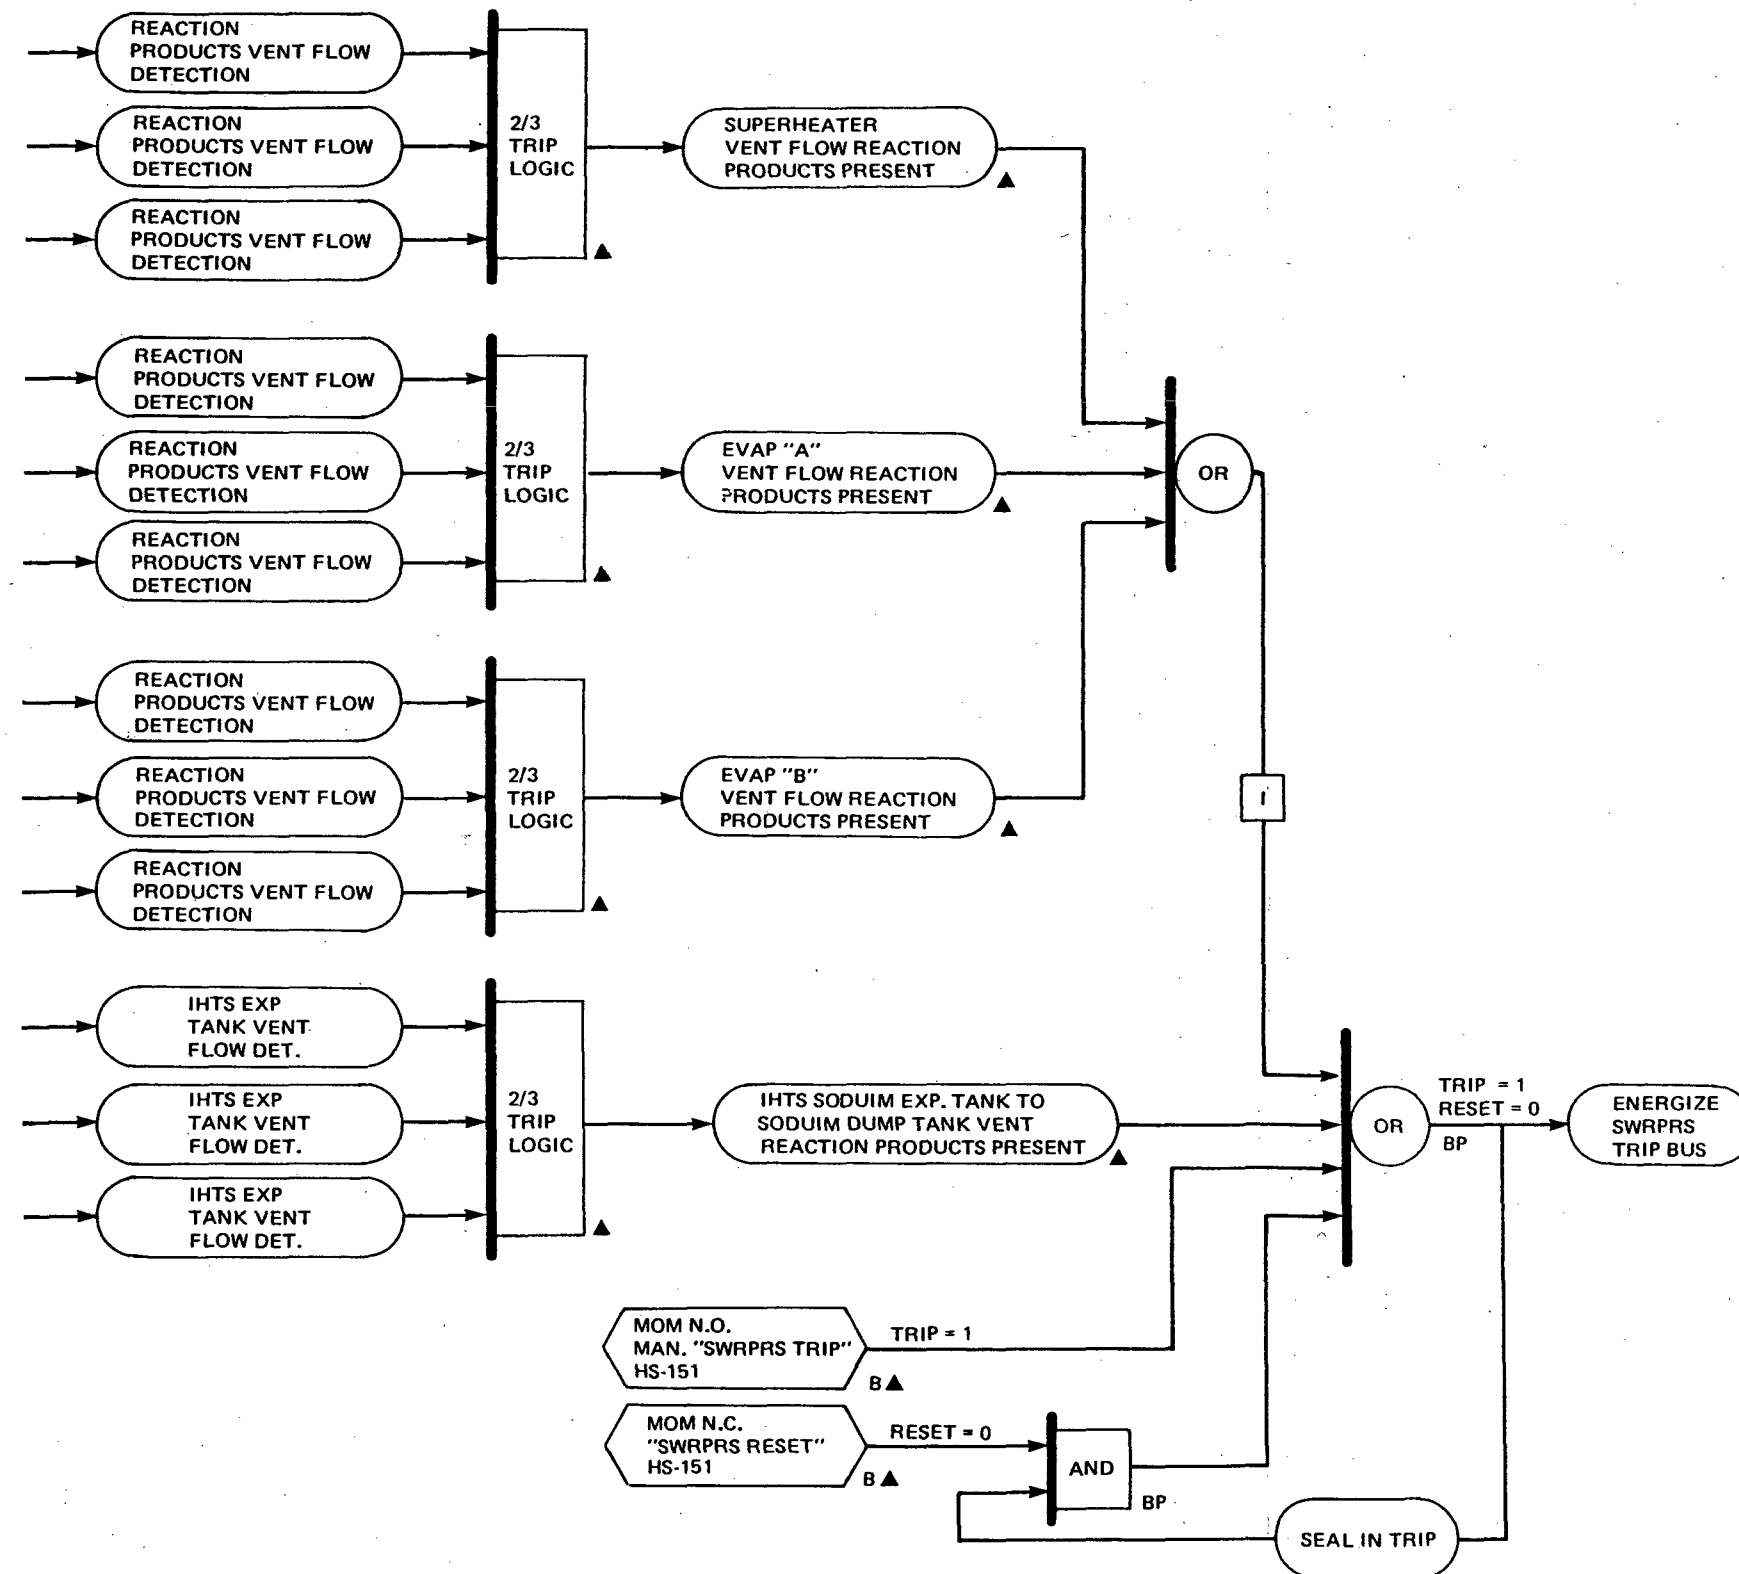 REACTION
PRODUCTS VENT FLOW
DETECTION
REACTION
PRODUCTS VENT FLOW
DETECTION
REACTION
PRODUCTS VENT FLOW
DETECTION
2/3
TRIP
LOGIC
SUPERHEATER
VENT FLOW REACTION
PRODUCTS PRESENT
REACTION
PRODUCTS VENT FLOW
DETECTION
REACTION
PRODUCTS VENT FLOW
DETECTION
REACTION
PRODUCTS VENT FLOW
DETECTION
2/3
TRIP
LOGIC
EVAP "A"
VENT FLOW REACTION
PRODUCTS PRESENT
OR
REACTION
PRODUCTS VENT FLOW
DETECTION
REACTION
PRODUCTS VENT FLOW
DETECTION
REACTION
PRODUCTS VENT FLOW
DETECTION
2/3
TRIP
LOGIC
EVAP "B"
VENT FLOW REACTION
PRODUCTS PRESENT
I
IHTS EXP
TANK VENT
FLOW DET.
IHTS EXP
TANK VENT
FLOW DET.
IHTS EXP
TANK VENT
FLOW DET.
2/3
TRIP
LOGIC
IHTS SODUIM EXP. TANK TO
SODUIM DUMP TANK VENT
REACTION PRODUCTS PRESENT
OR
TRIP = 1
RESET = 0
BP
ENERGIZE
SWRPRS
TRIP BUS
MOM N.O.
MAN. "SWRPRS TRIP"
HS-151
TRIP = 1
B
MOM N.C.
"SWRPRS RESET"
HS-151
RESET = 0
B
AND
BP
SEAL IN TRIP